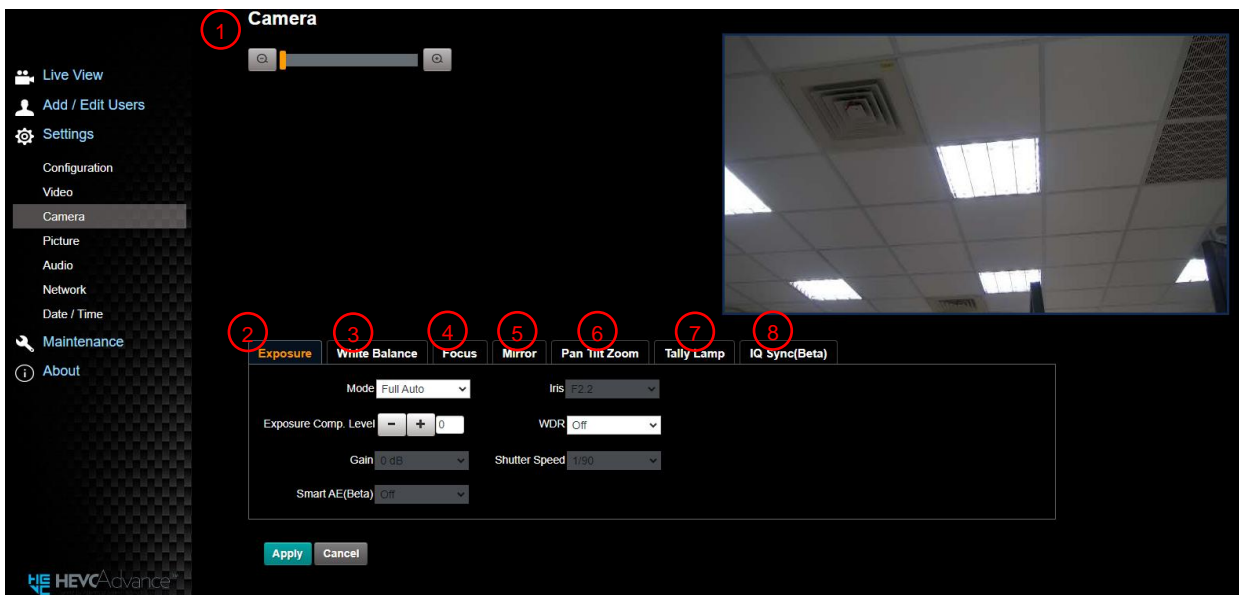 1
Camera
Live View
Add / Edit Users
Settings
Configuration
Video
Camera
Picture
Audio
Network
Date / Time
Maintenance
About
2 3 4 5 6 7 8
Exposure White Balance Focus Mirror Pan Tilt Zoom Tally Lamp IQ Sync(Beta)
Mode Full Auto Iris F2.2
Exposure Comp. Level - + 0 WDR Off
Gain 0 dB Shutter Speed 1/90
Smart AE(Beta) Off
Apply Cancel
HEVC Advance™